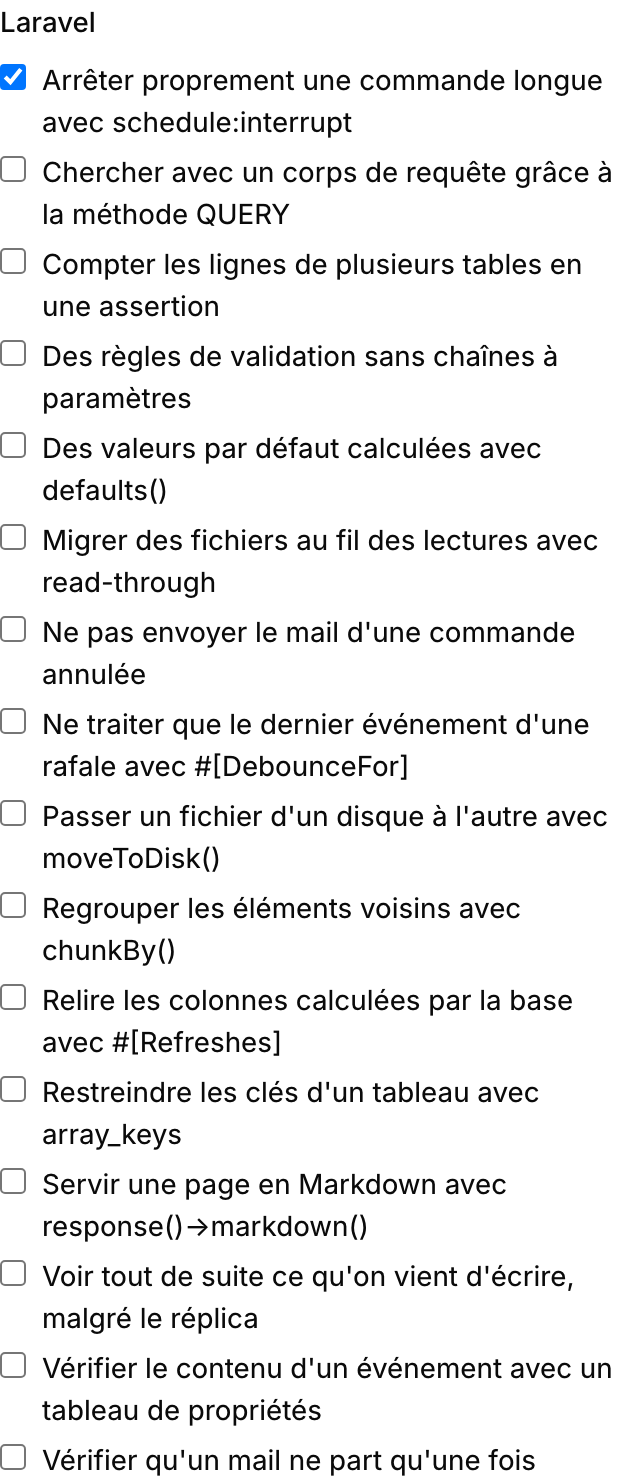 Laravel
Arrêter proprement une commande longue
avec schedule:interrupt
Chercher avec un corps de requête grâce à
la méthode QUERY
Compter les lignes de plusieurs tables en
une assertion
Des règles de validation sans chaînes à
paramètres
Des valeurs par défaut calculées avec
defaults()
Migrer des fichiers au fil des lectures avec
read-through
Ne pas envoyer le mail d'une commande
annulée
Ne traiter que le dernier événement d'une
rafale avec #[DebounceFor]
Passer un fichier d'un disque à l'autre avec
moveToDisk()
Regrouper les éléments voisins avec
chunkBy()
Relire les colonnes calculées par la base
avec #[Refreshes]
Restreindre les clés d'un tableau avec
array_keys
Servir une page en Markdown avec
response()→markdown()
Voir tout de suite ce qu'on vient d'écrire,
malgré le réplica
Vérifier le contenu d'un événement avec un
tableau de propriétés
Vérifier qu'un mail ne part qu'une fois